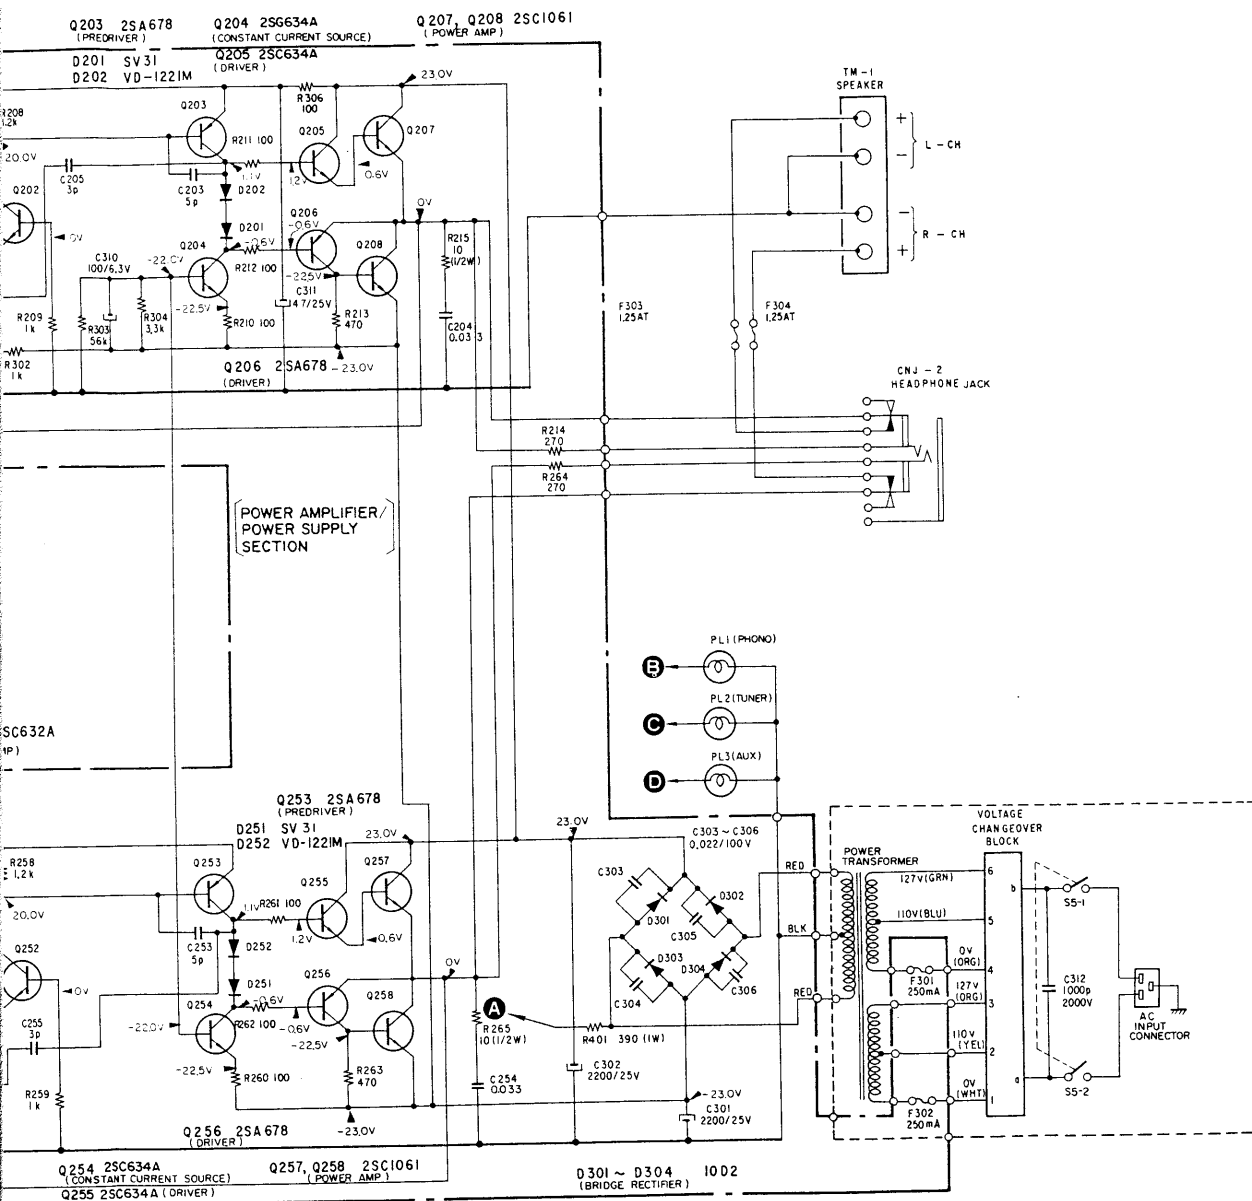 Q203 2SA678
(PREDRIVER)
Q204 2SG634A
(CONSTANT CURRENT SOURCE)
Q207, Q208 2SC1061
(POWER AMP)
D201 SV31
D202 VD-1221M
Q205 2SC634A
(DRIVER)
23.0V
R306
100
Q203
R208
1.2k
R211 100
Q205
Q207
20.0V
C205
3p
C203
5p
1.1V
D202
1.2V
0.6V
Q202
0V
D201
Q206
-0.6V
0V
Q204
-0.6V
Q208
R215
10
(1/2W)
C310
100/6.3V
-22.0V
R212 100
-22.5V
C311
47/25V
-22.5V
R209
1k
R303
56k
R304
3.3k
R210 100
R213
470
C204
R302
1k
Q206 2SA678
(DRIVER)
-23.0V
TM-1
SPEAKER
+
-
L-CH
-
+
R-CH
F303
1.25AT
F304
1.25AT
CNJ-2
HEADPHONE JACK
R214
270
R264
270
POWER AMPLIFIER/
POWER SUPPLY
SECTION
PL1(PHONO)
B
PL2(TUNER)
C
PL3(AUX)
D
SC632A
Q253 2SA678
(PREDRIVER)
D251 SV31
D252 VD-1221M
23.0V
23.0V
C303~C306
0.022/100V
R258
1.2k
Q253
Q255
Q257
20.0V
1.1V
R261 100
1.2V
0.6V
C253
5p
D252
Q252
0V
D251
Q256
0V
Q254
-0.6V
Q258
-22.0V
R262 100
-0.6V
-22.5V
C255
3p
-22.5V
R260 100
R263
470
R259
1k
-23.0V
C303
D301
D302
C305
D303
D304
C304
C306
A
R265
10(1/2W)
R401 390 (1W)
C254
0.033
C302
2200/25V
-23.0V
C301
2200/25V
RED
BLK
RED
POWER
TRANSFORMER
VOLTAGE
CHANGEOVER
BLOCK
127V(GRN)
6
110V(BLU)
5
0V
(ORG)
4
F301
250mA
127V
(ORG)
3
110V
(YEL)
2
0V
(WHT)
1
F302
250mA
b
a
S5-1
C312
1000p
2000V
S5-2
AC
INPUT
CONNECTOR
Q256 2SA678
(DRIVER)
Q254 2SC634A
(CONSTANT CURRENT SOURCE)
Q257, Q258 2SC1061
(POWER AMP)
Q255 2SC634A (DRIVER)
D301~D304 10D2
(BRIDGE RECTIFIER)